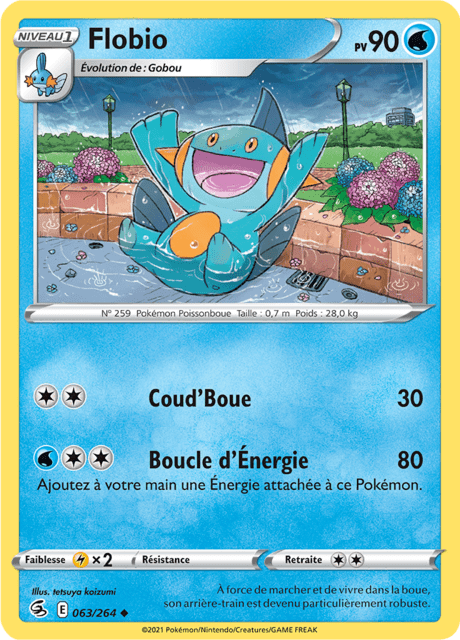 NIVEAU 1 Flobio PV 90
Évolution de : Gobou
N° 259 Pokémon Poissonboue Taille : 0,7 m Poids : 28,0 kg
Coud'Boue 30
Boucle d'Énergie 80
Ajoutez à votre main une Énergie attachée à ce Pokémon.
Faiblesse ×2 Résistance Retraite
Illus. tetsuya koizumi
À force de marcher et de vivre dans la boue,
son arrière-train est devenu particulièrement robuste.
E 063/264
©2021 Pokémon/Nintendo/Creatures/GAME FREAK